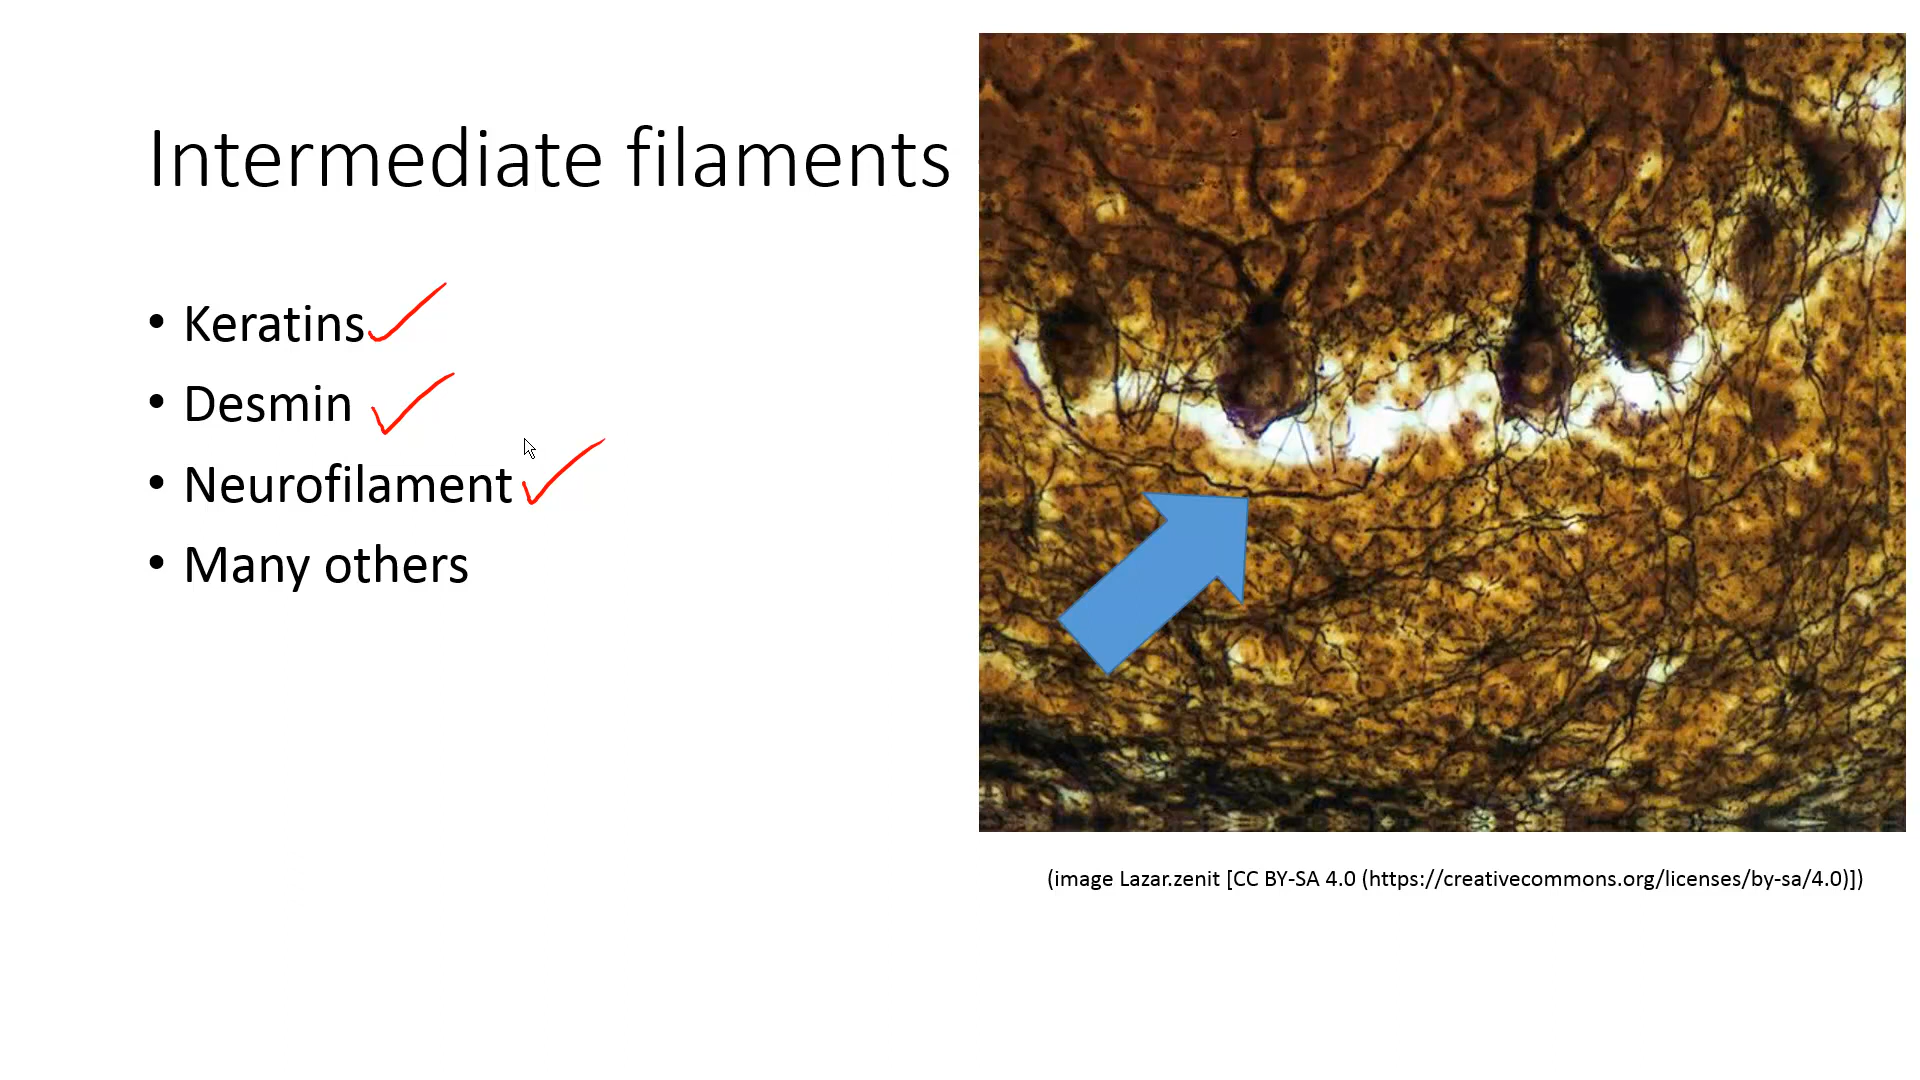 Intermediate filaments
• Keratins
• Desmin
• Neurofilament
• Many others
(image Lazar.zenit [CC BY-SA 4.0 (https://creativecommons.org/licenses/by-sa/4.0)])